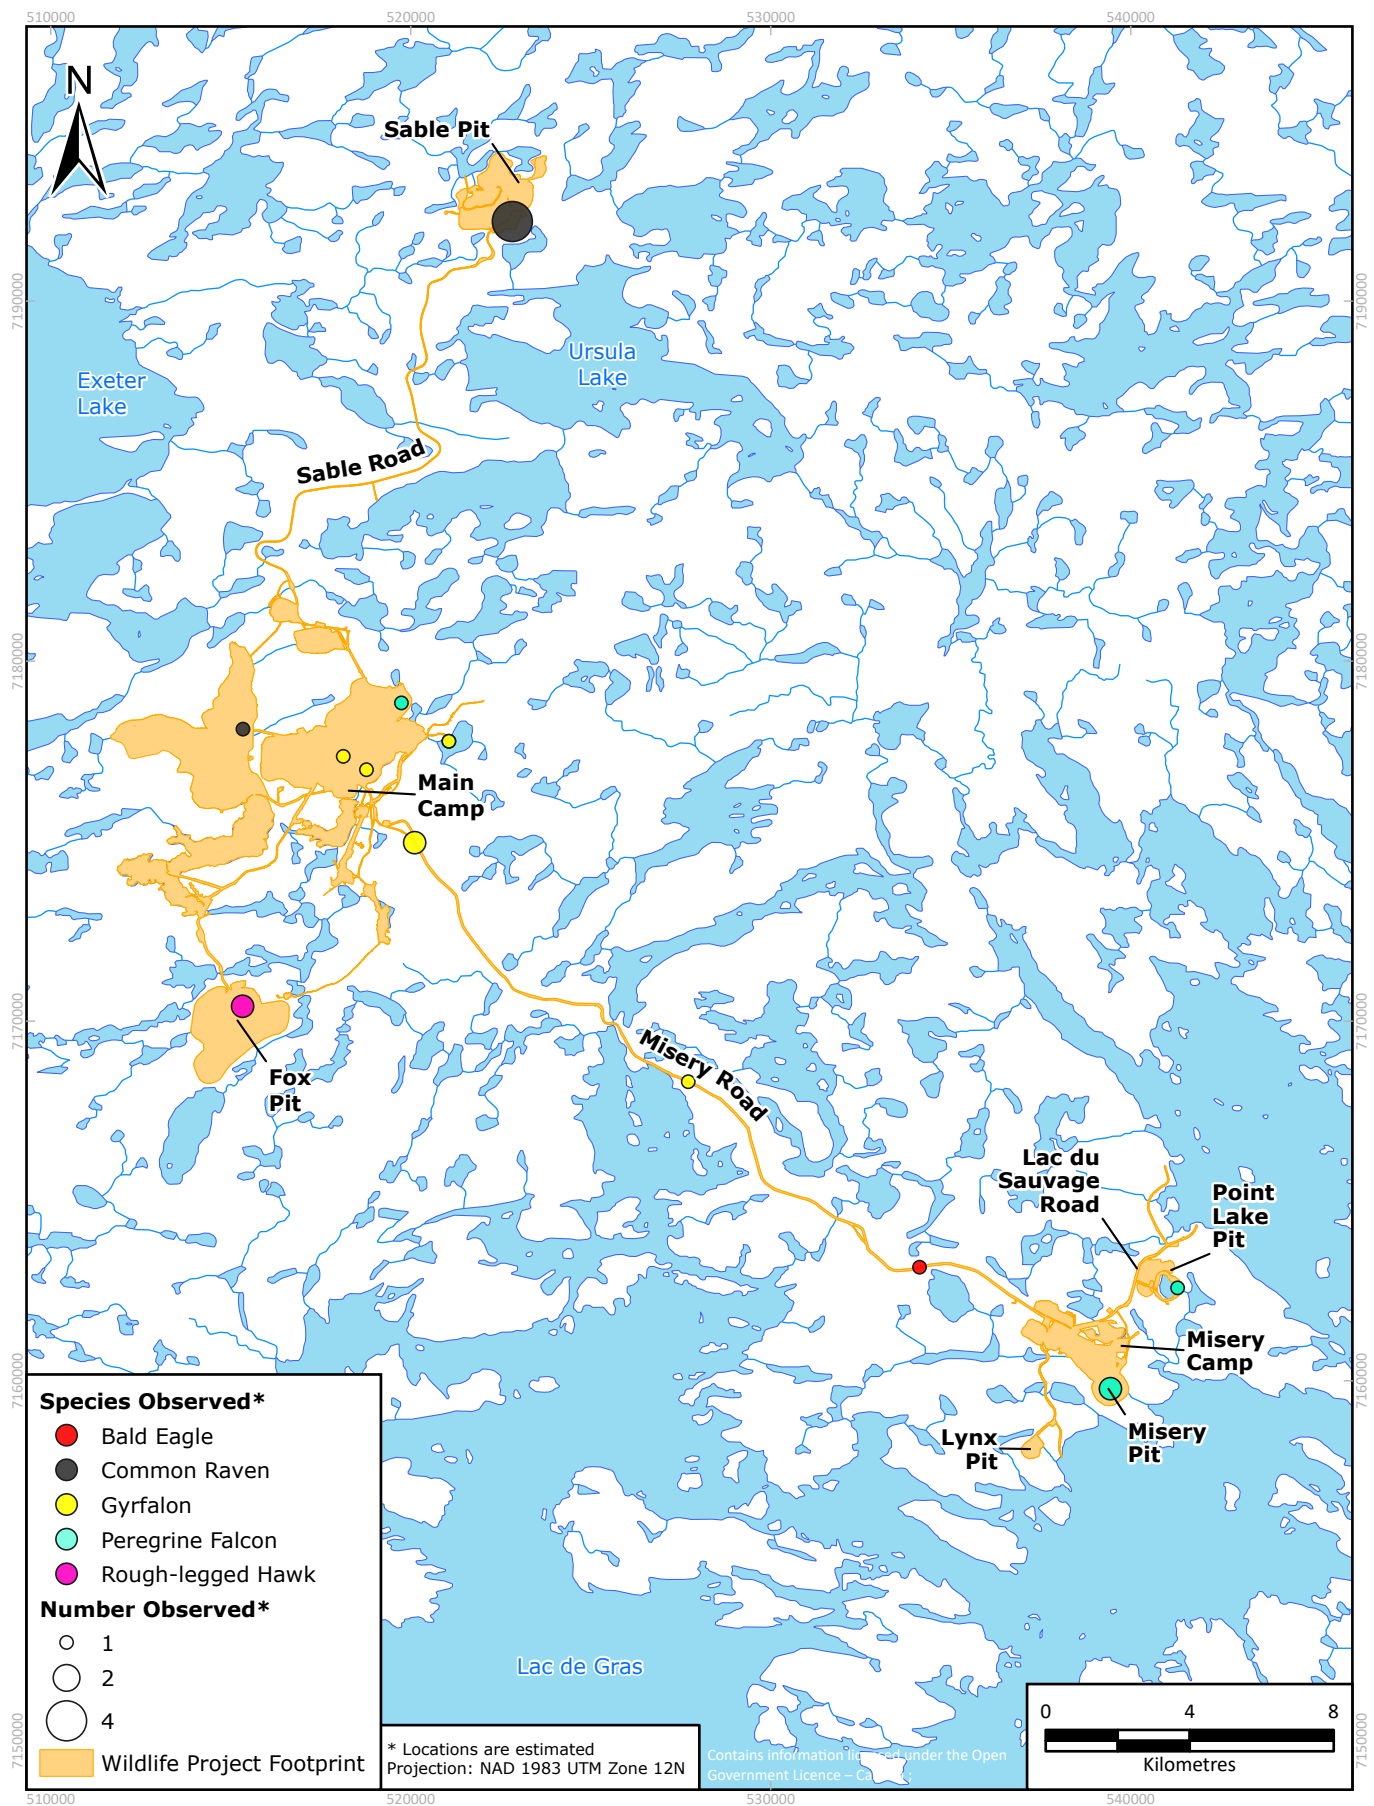 510000
520000
530000
540000
N
Sable Pit
7190000
7190000
Ursula
Lake
Exeter
Lake
Sable Road
7180000
7180000
Main
Camp
7170000
7170000
Misery Road
Fox
Pit
Lac du
Sauvage
Road
Point
Lake
Pit
Misery
Camp
7160000
7160000
Misery
Pit
Lynx
Pit
Lac de Gras
Species Observed*
Bald Eagle
Common Raven
Gyrfalon
Peregrine Falcon
Rough-legged Hawk
Number Observed*
1
2
4
Wildlife Project Footprint
* Locations are estimated
Projection: NAD 1983 UTM Zone 12N
Contains information under the Open
Government Licence –
0
4
8
Kilometres
7150000
7150000
510000
520000
530000
540000